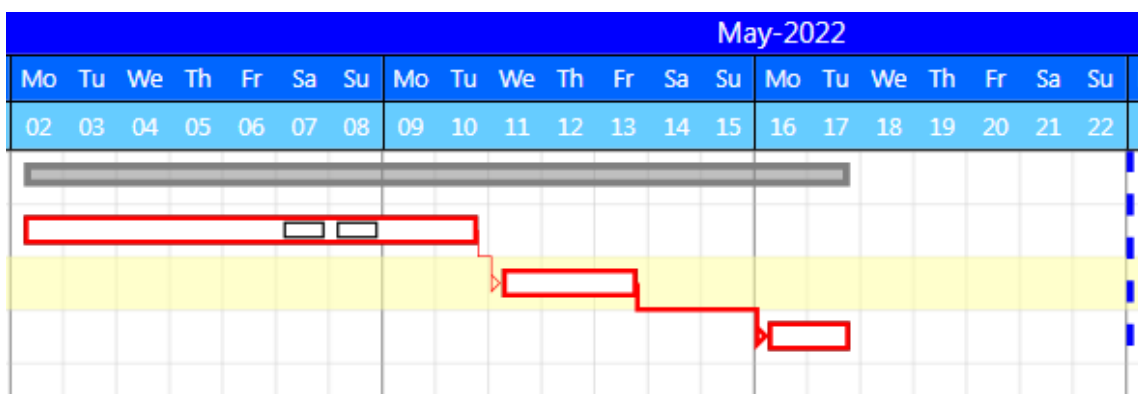 May-2022
Mo Tu We Th Fr Sa Su Mo Tu We Th Fr Sa Su Mo Tu We Th Fr Sa Su
02 03 04 05 06 07 08 09 10 11 12 13 14 15 16 17 18 19 20 21 22